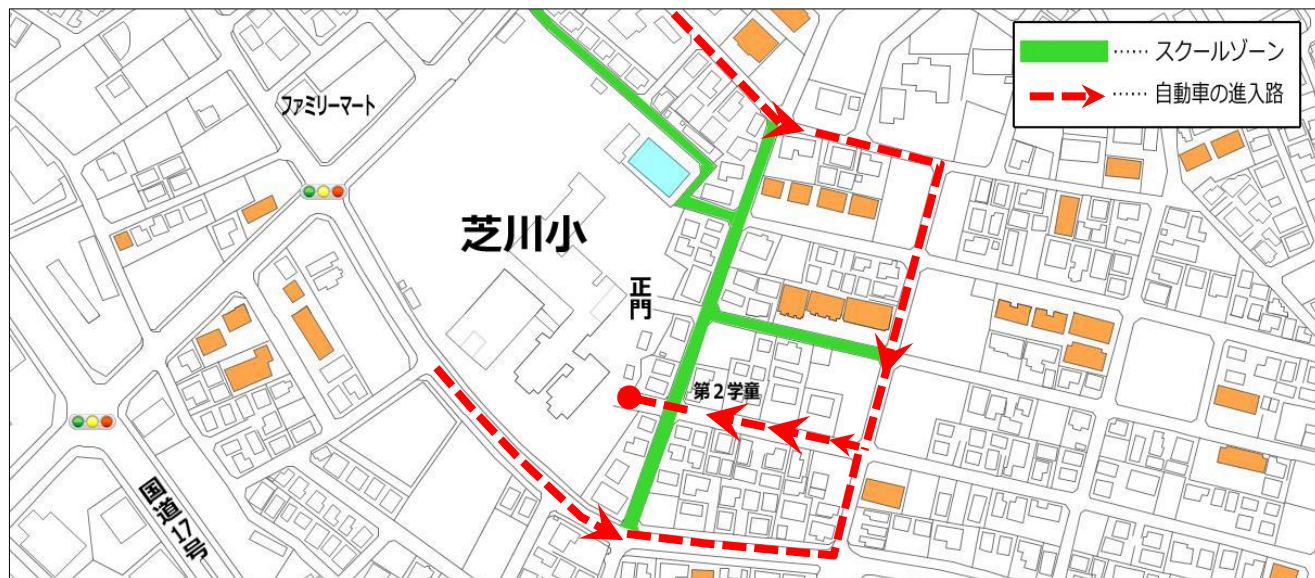 ‥‥‥ スクールゾーン
‥‥‥ 自動車の進入路
ファミリーマート
芝川小
正門
第2学童
国道17号